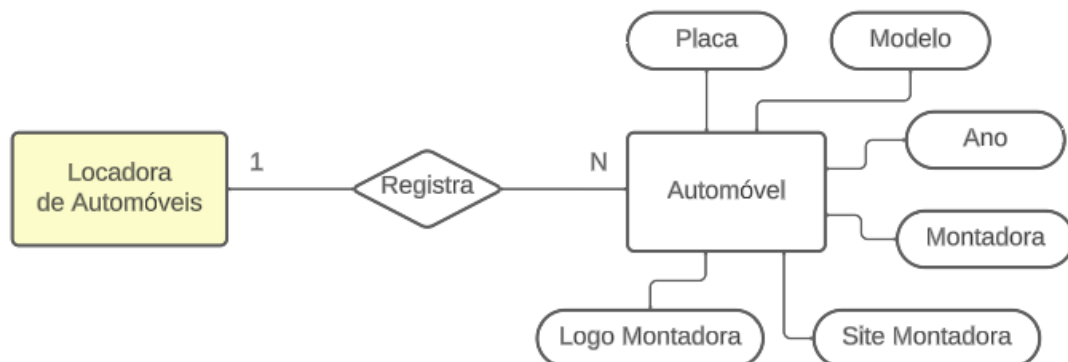 Placa
Modelo
Ano
Locadora
de Automóveis
1
Registra
N
Automóvel
Montadora
Logo Montadora
Site Montadora